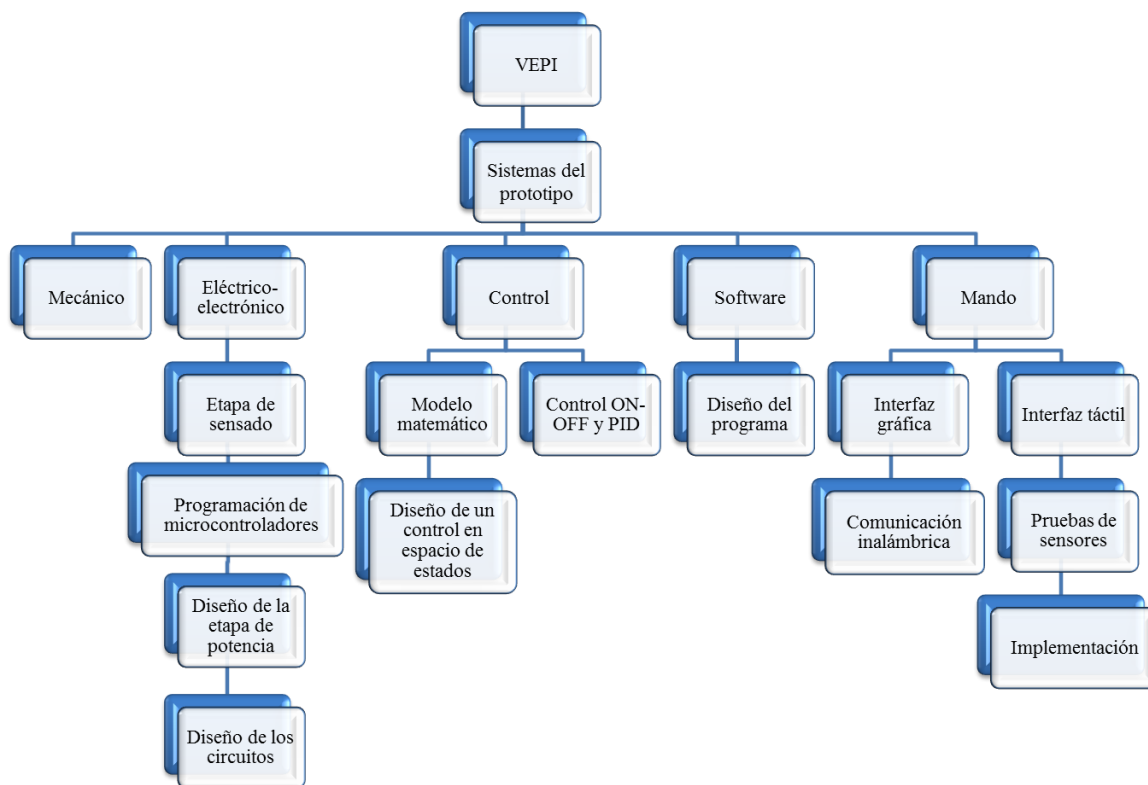 VEPI
Sistemas del
prototipo
Mecánico
Eléctrico-
electrónico
Control
Software
Mando
Etapa de
sensado
Modelo
matemático
Control ON-
OFF y PID
Diseño del
programa
Interfaz
gráfica
Interfaz táctil
Programación de
microcontroladores
Diseño de un
control en
espacio de
estados
Comunicación
inalámbrica
Pruebas de
sensores
Diseño de la
etapa de
potencia
Implementación
Diseño de los
circuitos